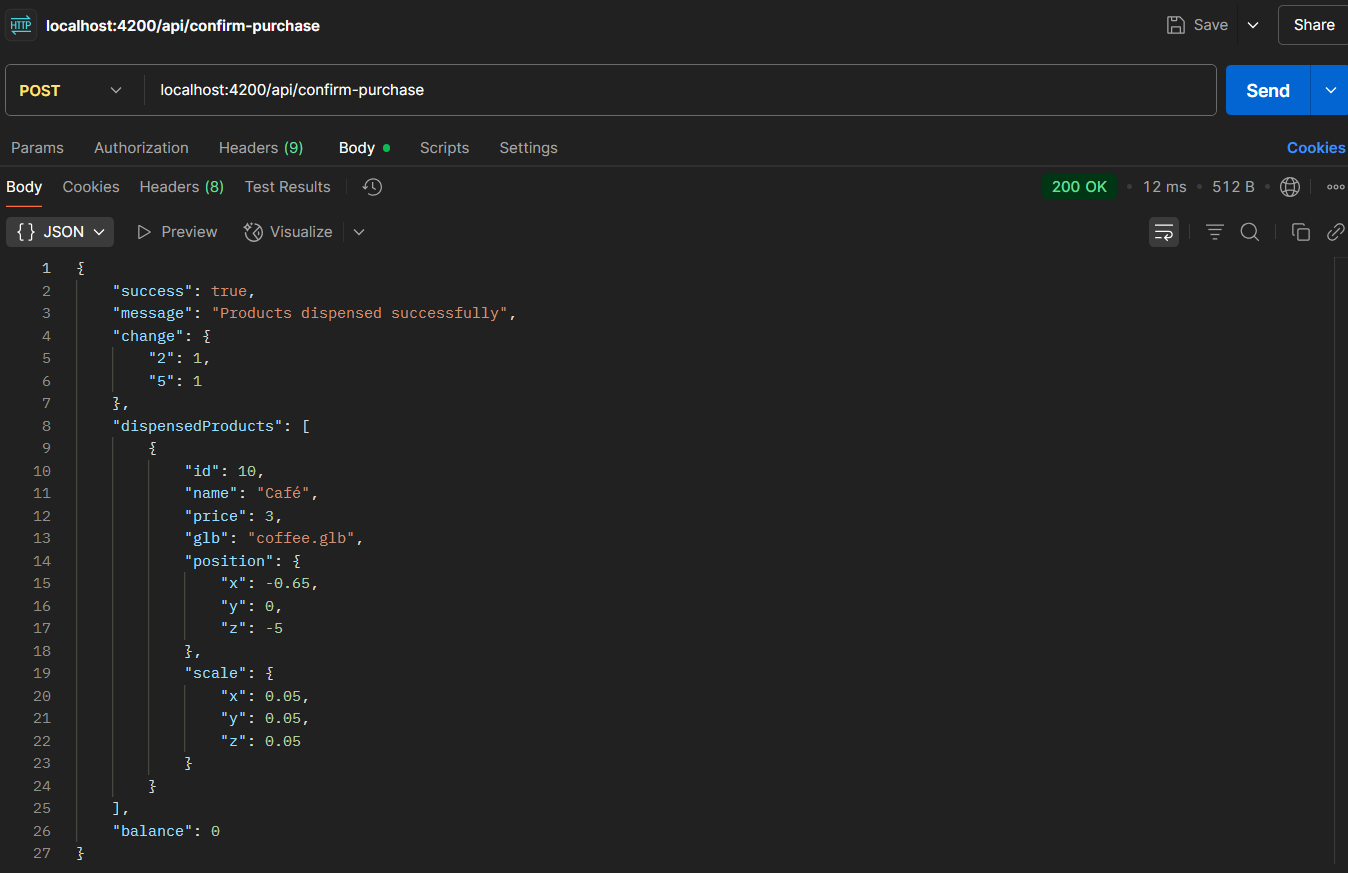 HTTP localhost:4200/api/confirm-purchase Save Share
POST localhost:4200/api/confirm-purchase Send
Params Authorization Headers (9) Body Scripts Settings Cookies
Body Cookies Headers (8) Test Results 200 OK 12 ms 512 B
{} JSON Preview Visualize
1 {
2 "success": true,
3 "message": "Products dispensed successfully",
4 "change": {
5 "2": 1,
6 "5": 1
7 },
8 "dispensedProducts": [
9 {
10 "id": 10,
11 "name": "Café",
12 "price": 3,
13 "glb": "coffee.glb",
14 "position": {
15 "x": -0.65,
16 "y": 0,
17 "z": -5
18 },
19 "scale": {
20 "x": 0.05,
21 "y": 0.05,
22 "z": 0.05
23 }
24 }
25 ],
26 "balance": 0
27 }